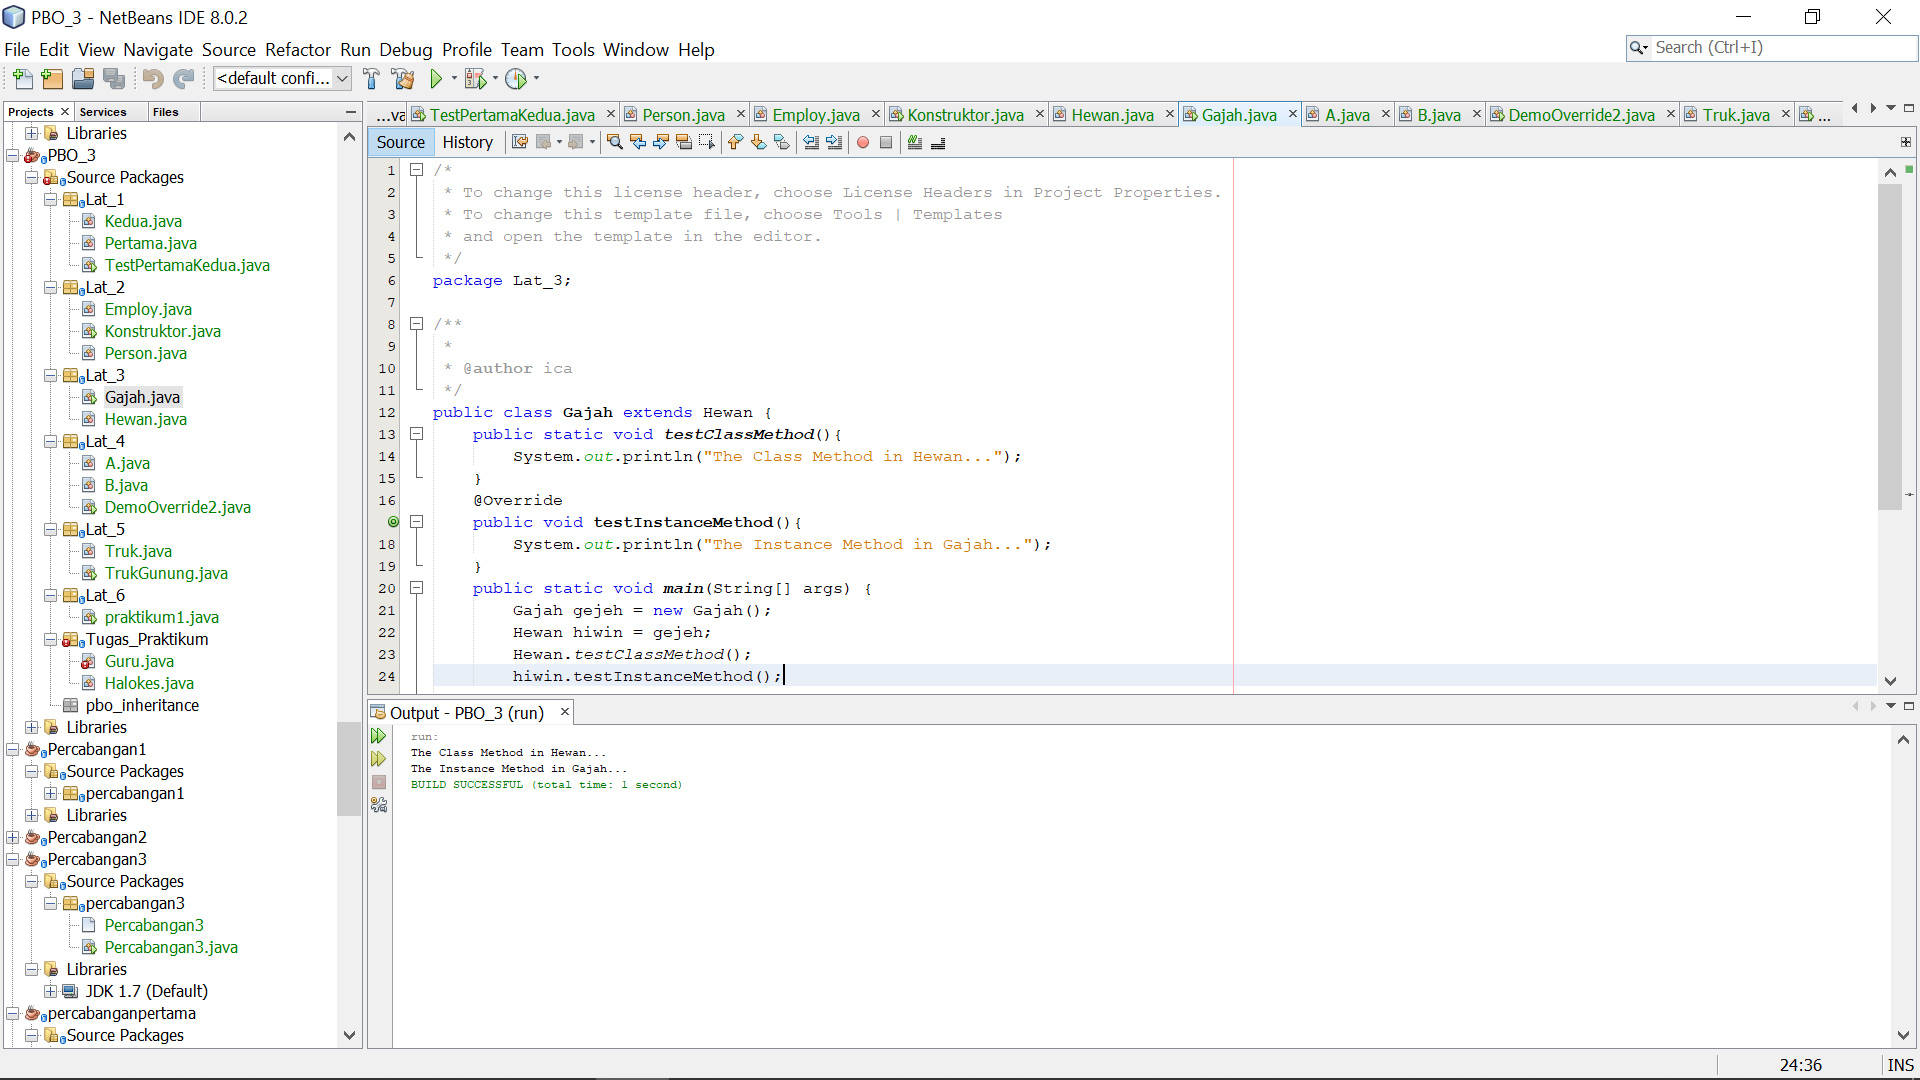 PBO_3 - NetBeans IDE 8.0.2
File Edit View Navigate Source Refactor Run Debug Profile Team Tools Window Help
Search (Ctrl+I)
<default confi...
Projects Services Files
...va TestPertamaKedua.java Person.java Employ.java Konstruktor.java Hewan.java Gajah.java A.java B.java DemoOverride2.java Truk.java ...
Source History
Libraries
PBO_3
Source Packages
Lat_1
Kedua.java
Pertama.java
TestPertamaKedua.java
Lat_2
Employ.java
Konstruktor.java
Person.java
Lat_3
Gajah.java
Hewan.java
Lat_4
A.java
B.java
DemoOverride2.java
Lat_5
Truk.java
TrukGunung.java
Lat_6
praktikum1.java
Tugas_Praktikum
Guru.java
Halokes.java
pbo_inheritance
Libraries
Percabangan1
Source Packages
percabangan1
Libraries
Percabangan2
Percabangan3
Source Packages
percabangan3
Percabangan3
Percabangan3.java
Libraries
JDK 1.7 (Default)
percabanganpertama
Source Packages
1 /*
2 * To change this license header, choose License Headers in Project Properties.
3 * To change this template file, choose Tools | Templates
4 * and open the template in the editor.
5 */
6 package Lat_3;
7
8 /**
9 *
10 * @author ica
11 */
12 public class Gajah extends Hewan {
13 public static void testClassMethod(){
14 System.out.println("The Class Method in Hewan...");
15 }
16 @Override
public void testInstanceMethod(){
18 System.out.println("The Instance Method in Gajah...");
19 }
20 public static void main(String[] args) {
21 Gajah gejeh = new Gajah();
22 Hewan hiwin = gejeh;
23 Hewan.testClassMethod();
24 hiwin.testInstanceMethod();
Output - PBO_3 (run)
run:
The Class Method in Hewan...
The Instance Method in Gajah...
BUILD SUCCESSFUL (total time: 1 second)
24:36 INS